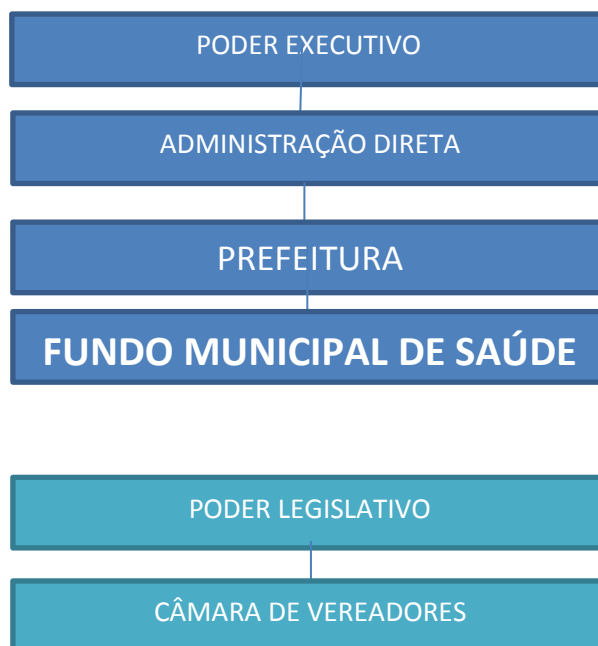 PODER EXECUTIVO
ADMINISTRAÇÃO DIRETA
PREFEITURA
FUNDO MUNICIPAL DE SAÚDE
PODER LEGISLATIVO
CÂMARA DE VEREADORES